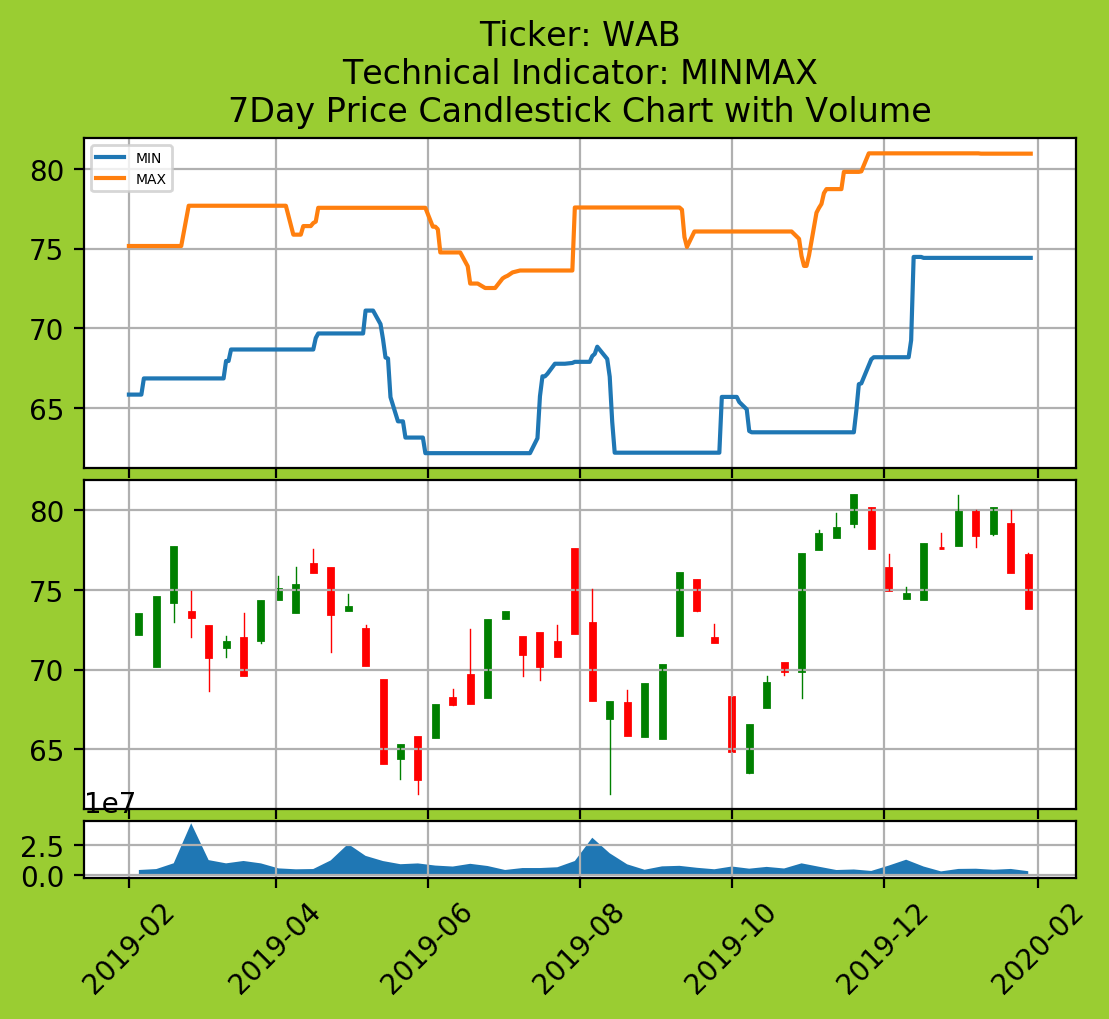 Ticker: WAB
Technical Indicator: MINMAX
7Day Price Candlestick Chart with Volume
MIN
MAX
80
75
70
65
80
75
70
65
1e7
2.5
0.0
2019-02
2019-04
2019-06
2019-08
2019-10
2019-12
2020-02